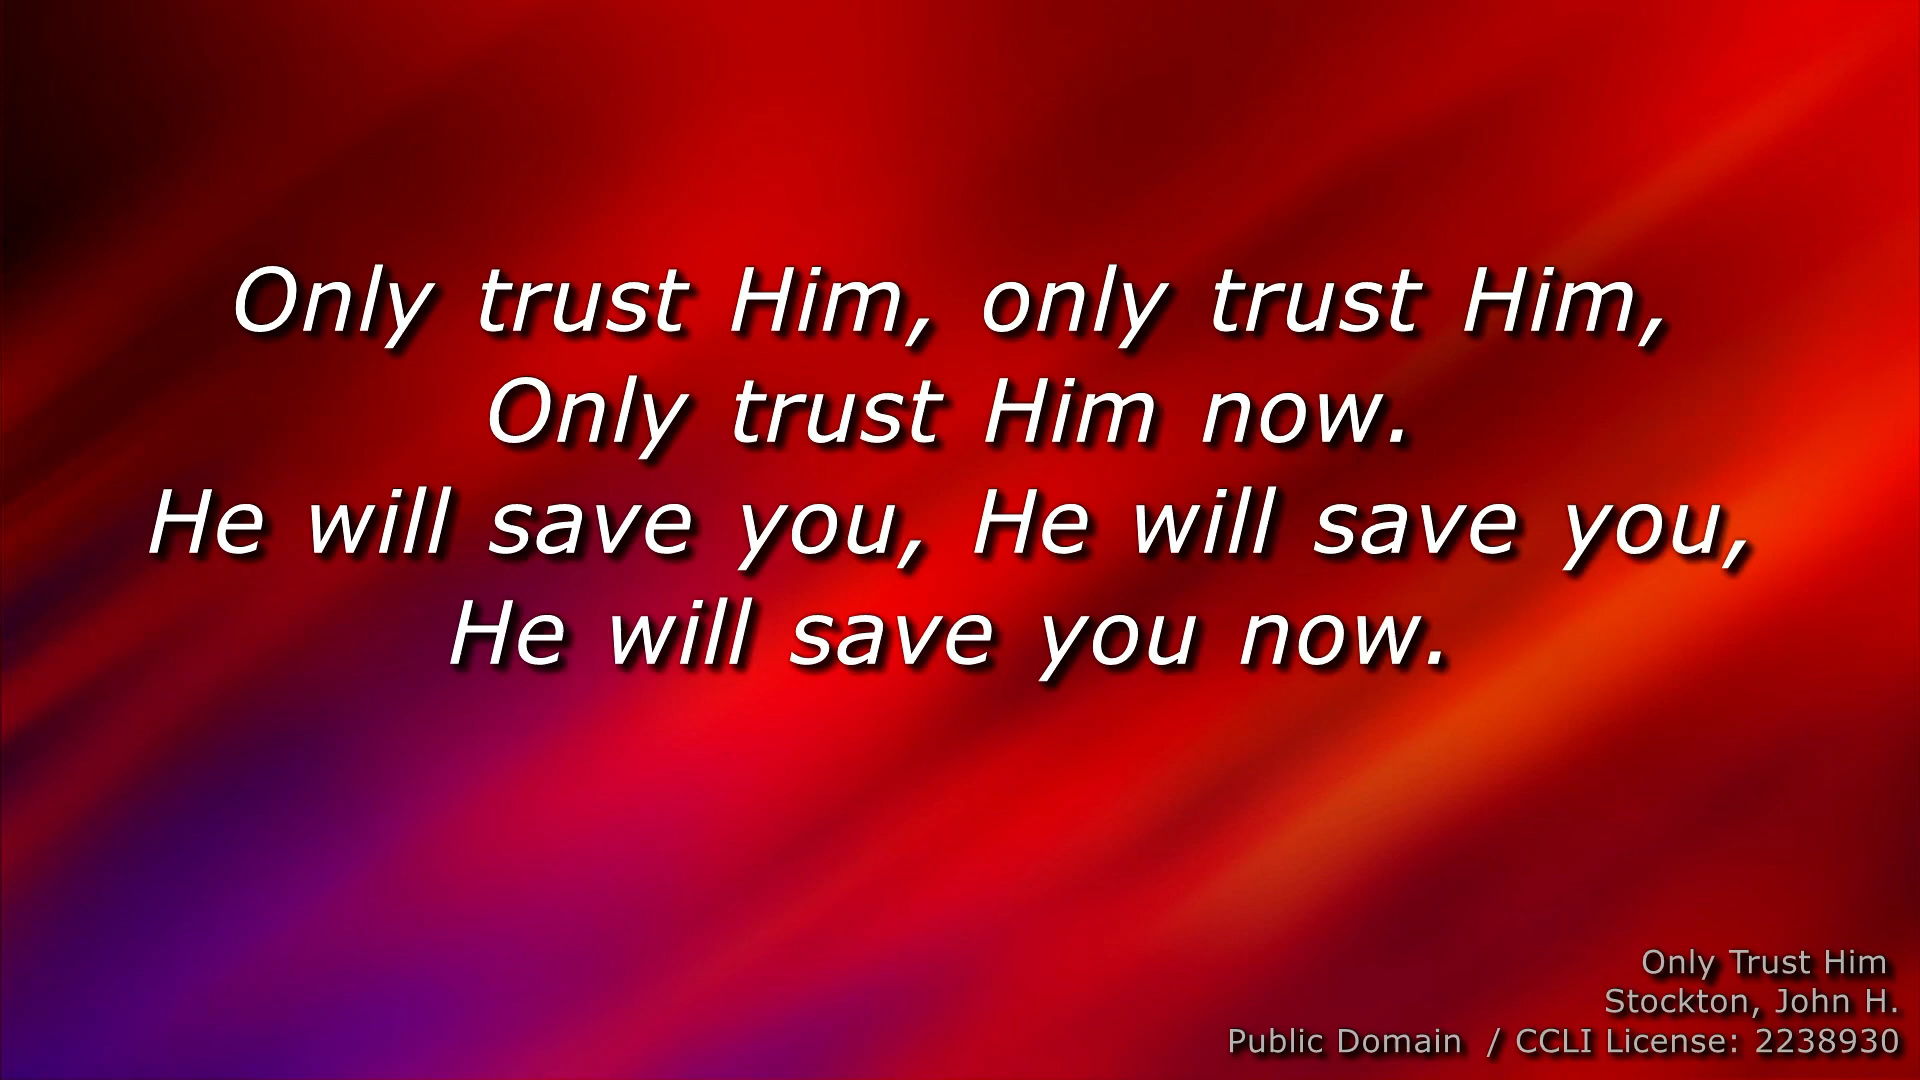 Only trust Him, only trust Him,
Only trust Him now.
He will save you, He will save you,
He will save you now.
Only Trust Him
Stockton, John H.
Public Domain / CCLI License: 2238930